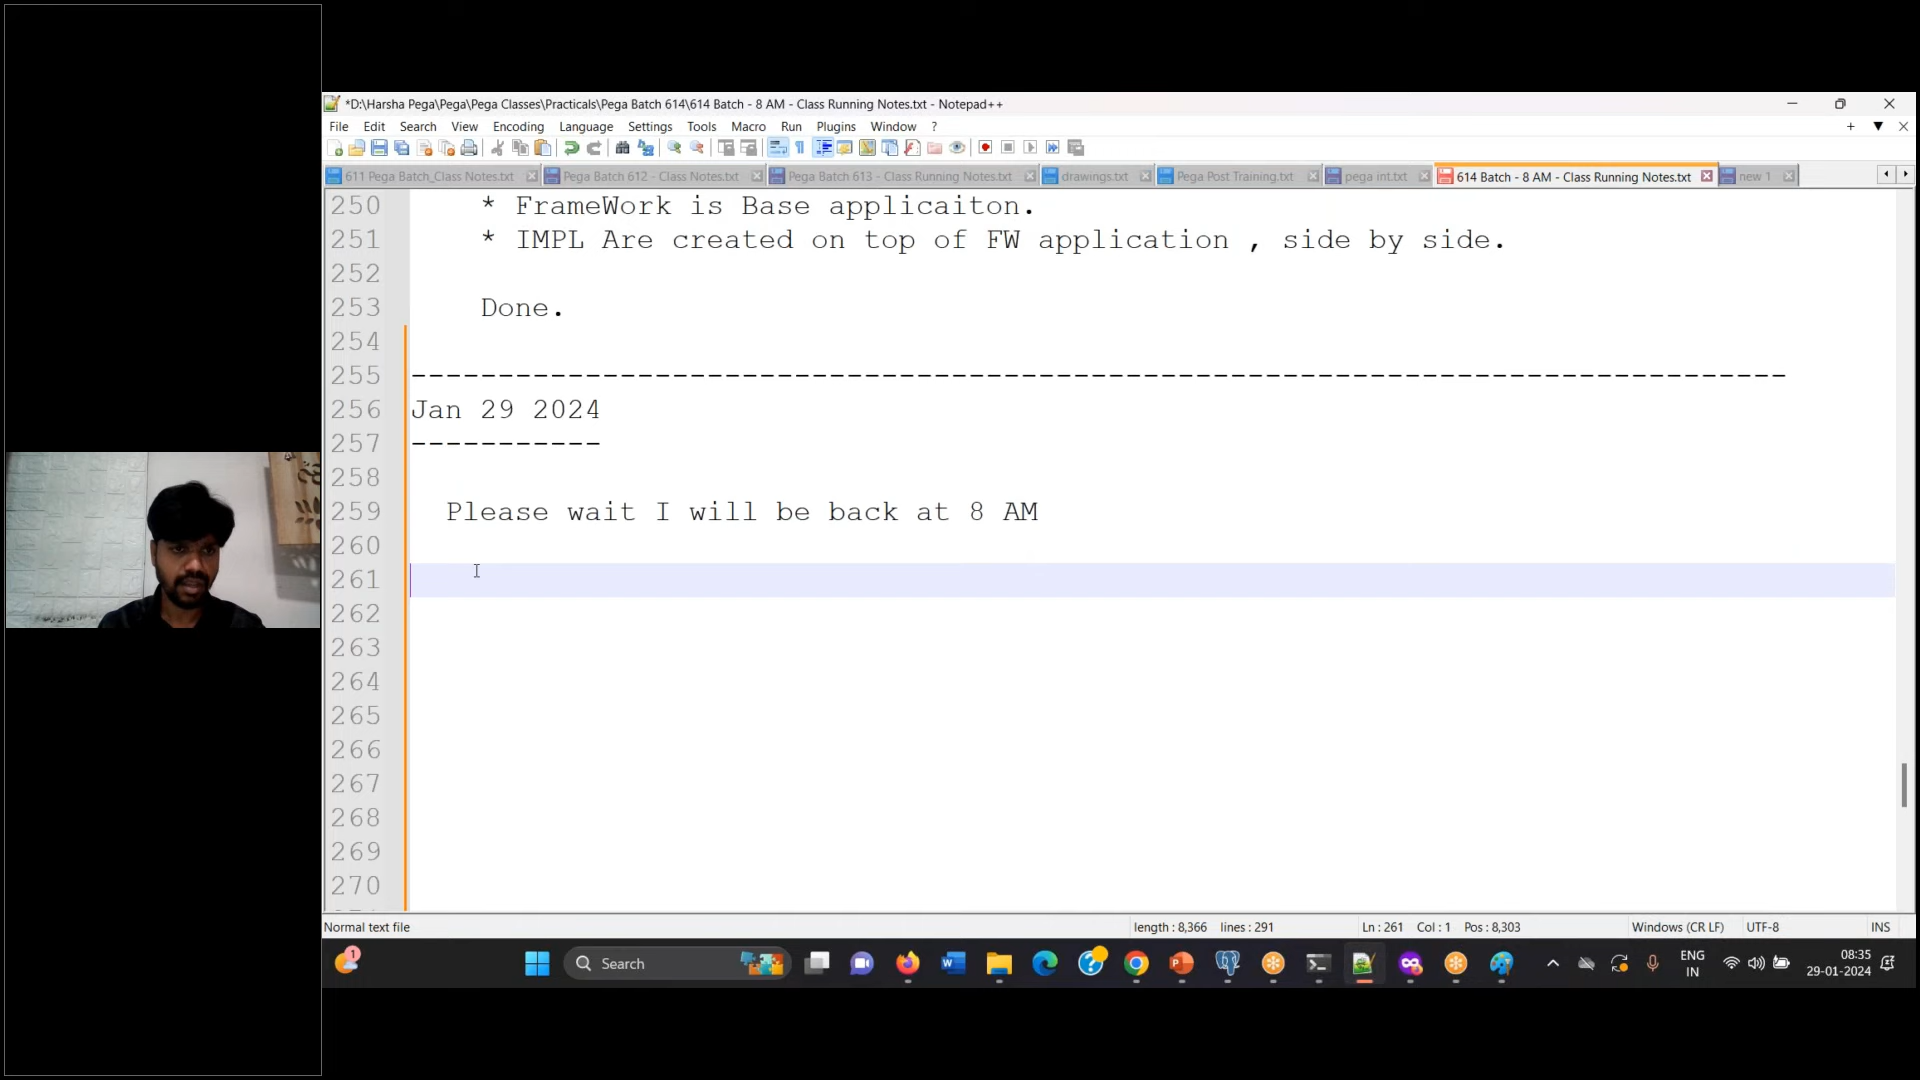 *D:\Harsha Pega\Pega\Pega Classes\Practicals\Pega Batch 614\614 Batch - 8 AM - Class Running Notes.txt - Notepad++
File Edit Search View Encoding Language Settings Tools Macro Run Plugins Window ?
611 Pega Batch_Class Notes.txt Pega Batch 612 - Class Notes.txt Pega Batch 613 - Class Running Notes.txt drawings.txt Pega Post Training.txt pega int.txt 614 Batch - 8 AM - Class Running Notes.txt new 1
250 * FrameWork is Base applicaiton.
251 * IMPL Are created on top of FW application , side by side.
252
253 Done.
254
255 -------------------------------------------------------------------------------
256 Jan 29 2024
257 -----------
258
259 Please wait I will be back at 8 AM
260
261
262
263
264
265
266
267
268
269
270
Normal text file length : 8,366 lines : 291 Ln : 261 Col : 1 Pos : 8,303 Windows (CR LF) UTF-8 INS
1 Search ENG 08:35
IN 29-01-2024